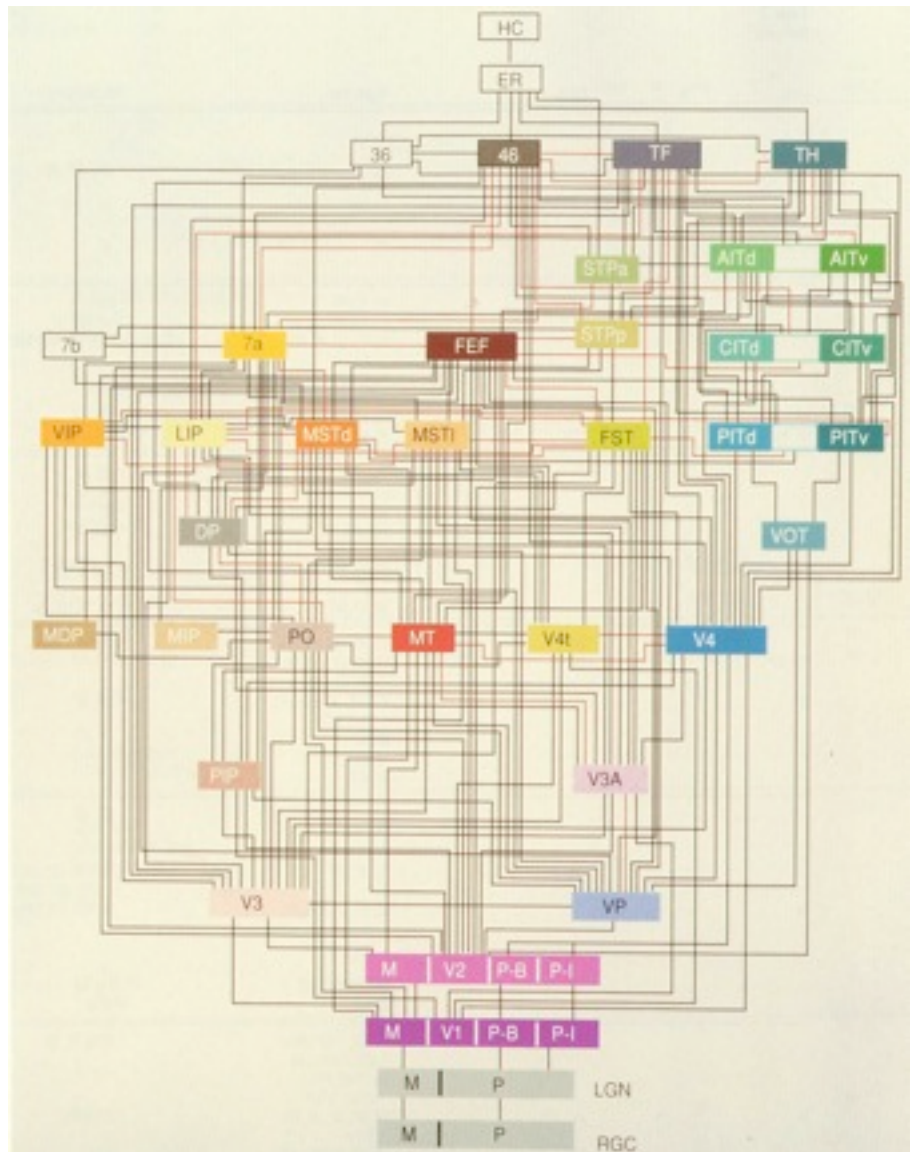 HC
ER
36 46 TF TH
STPa AITd AITv
7b 7a FEF STPp CITd CITv
VIP LIP MSTd MSTl FST PITd PITv
DP VOT
MDP MIP PO MT V4t V4
PIP V3A
V3 VP
M V2 P-B P-I
M V1 P-B P-I
M P LGN
M P RGC